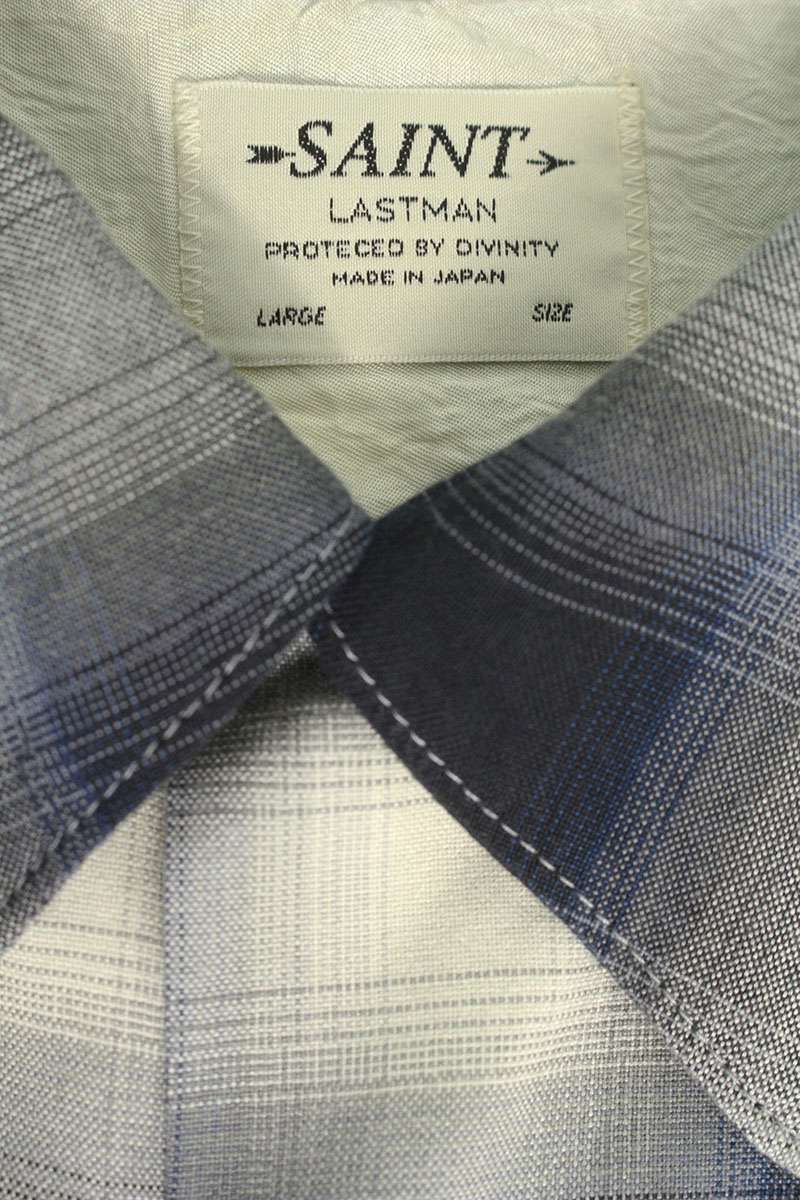 SAINT
LASTMAN
PROTECED BY DIVINITY
MADE IN JAPAN
LARGE SIZE